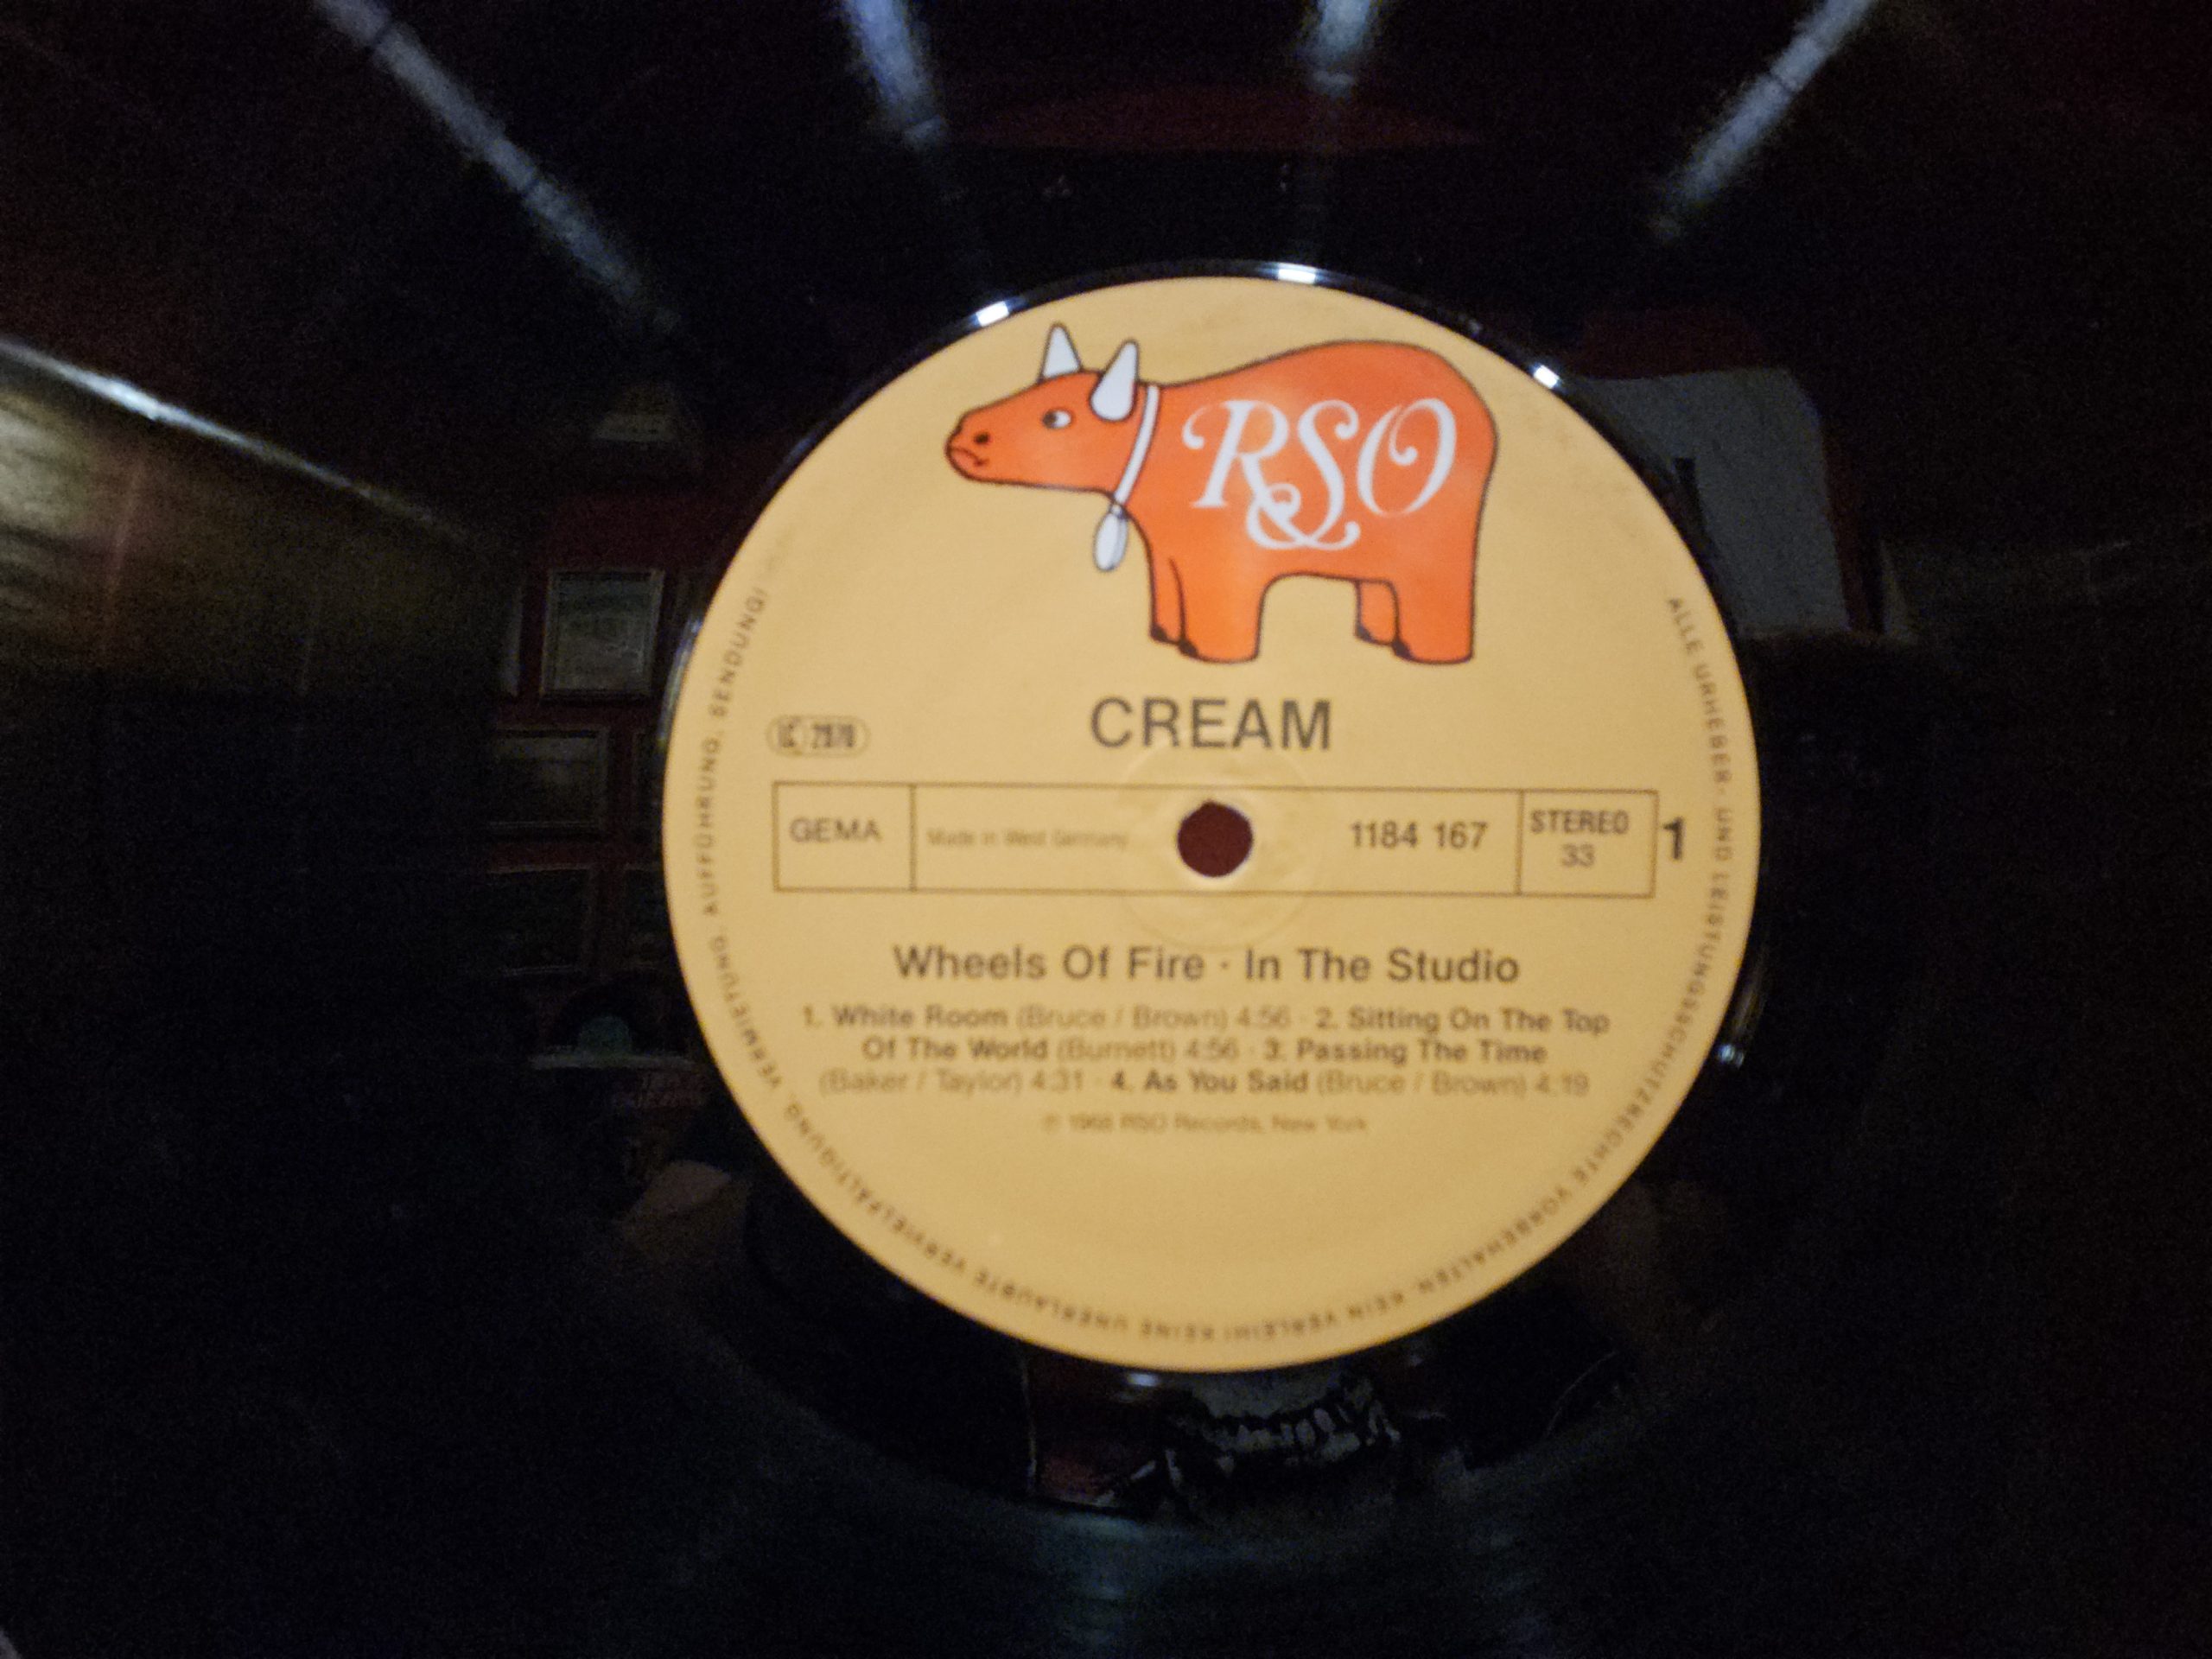 RSO
CREAM
LC 2970
GEMA
Made in West Germany
1184 167
STEREO
33
1
Wheels Of Fire · In The Studio
1. White Room (Bruce / Brown) 4:56 · 2. Sitting On The Top
Of The World (Burnett) 4:56 · 3. Passing The Time
(Baker / Taylor) 4:31 · 4. As You Said (Bruce / Brown) 4:19
℗ 1968 RSO Records, New York
ALLE URHEBER- UND LEISTUNGSSCHUTZRECHTE VORBEHALTEN. KEIN VERLEIH! KEINE UNERLAUBTE VERVIELFÄLTIGUNG, VERMIETUNG, AUFFÜHRUNG, SENDUNG!